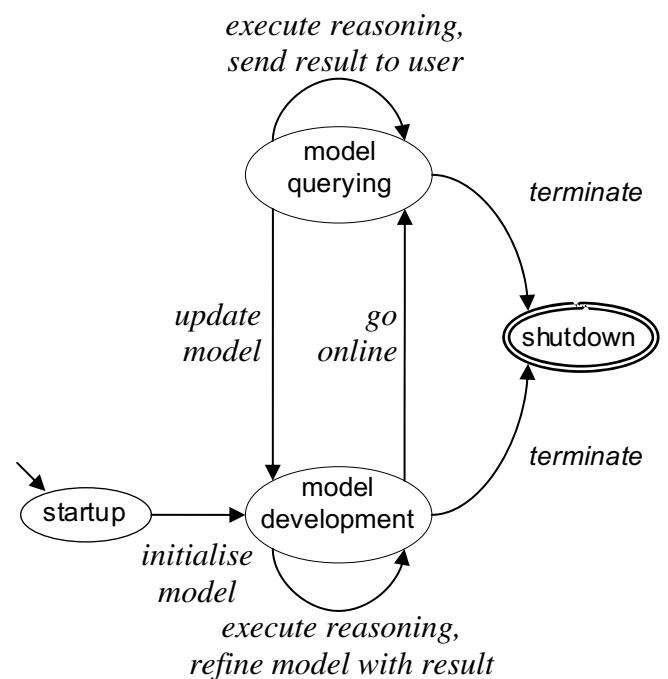 execute reasoning,
send result to user
model
querying
terminate
update
model
go
online
shutdown
terminate
startup
model
development
initialise
model
execute reasoning,
refine model with result